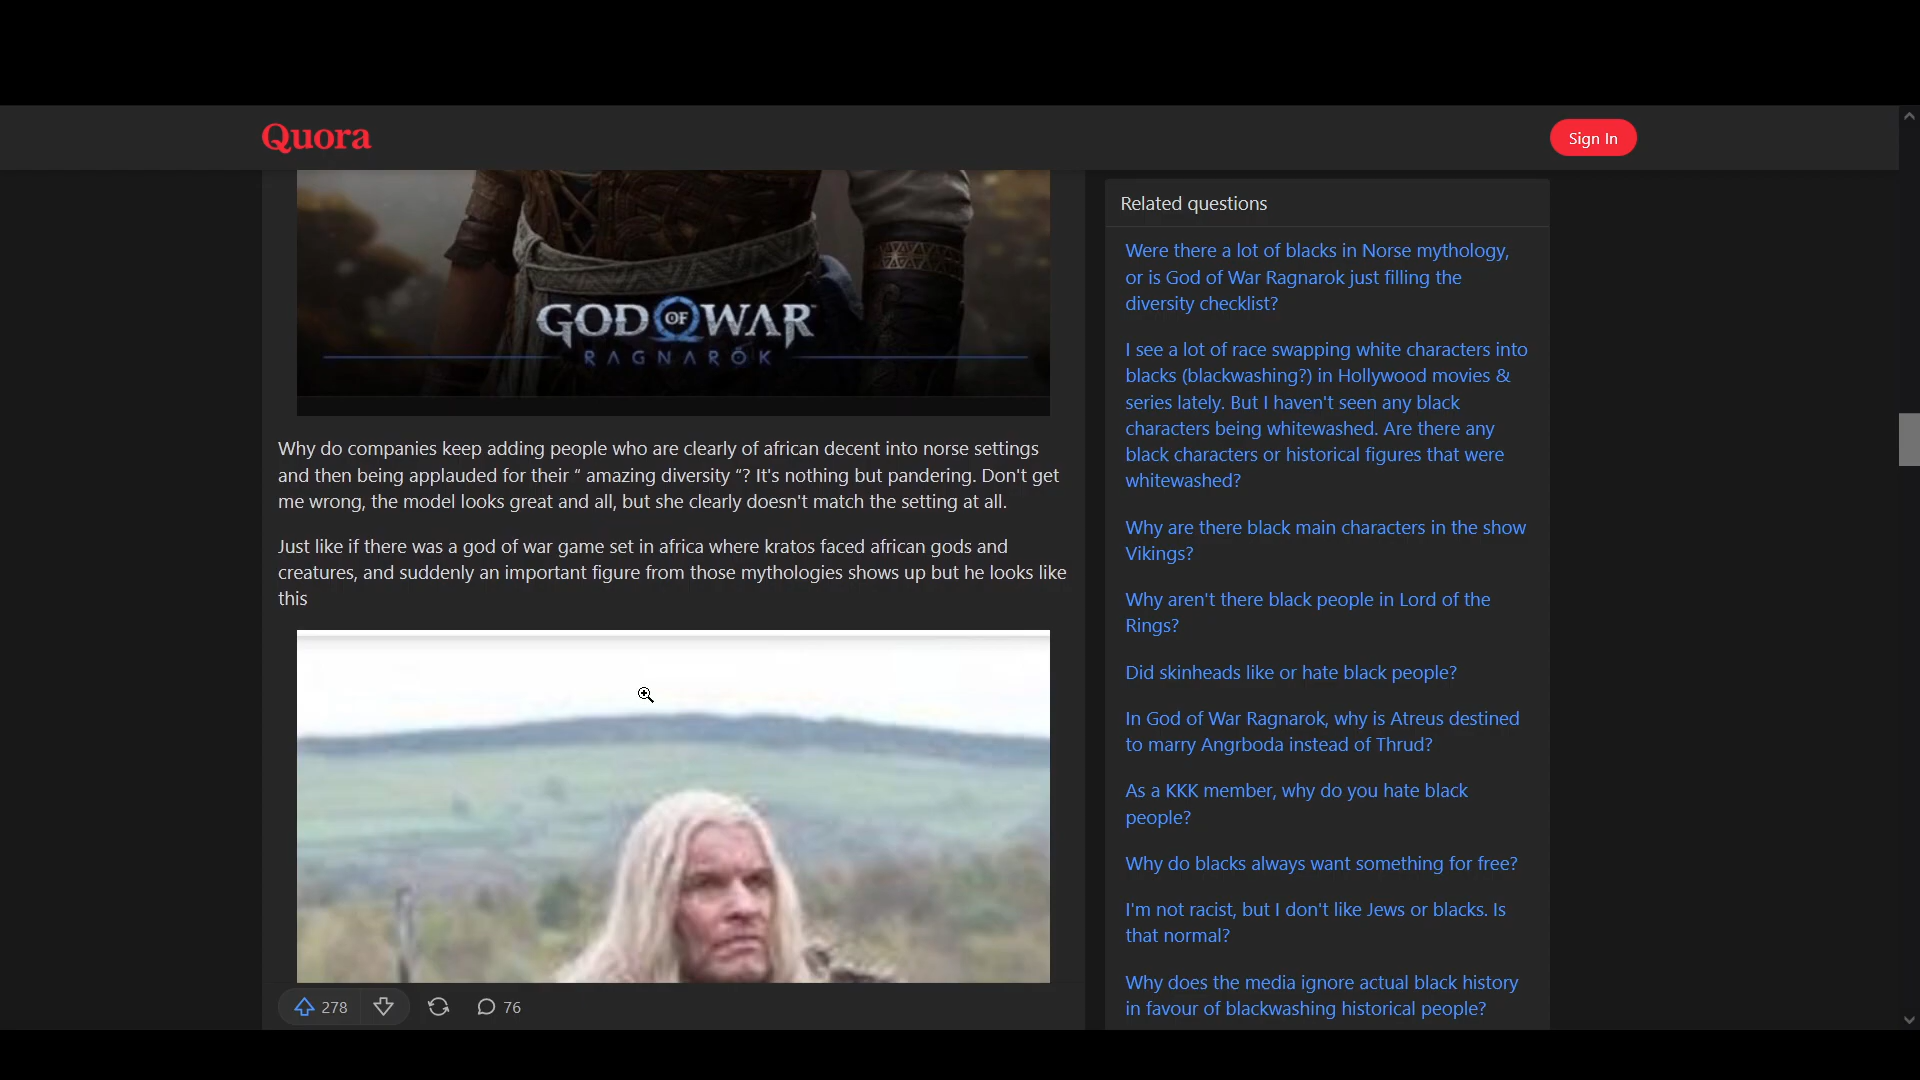 Quora
Sign In
GOD OF WAR
RAGNARÖK
Why do companies keep adding people who are clearly of african decent into norse settings
and then being applauded for their “ amazing diversity “? It's nothing but pandering. Don't get
me wrong, the model looks great and all, but she clearly doesn't match the setting at all.
Just like if there was a god of war game set in africa where kratos faced african gods and
creatures, and suddenly an important figure from those mythologies shows up but he looks like
this
278
76
Related questions
Were there a lot of blacks in Norse mythology,
or is God of War Ragnarok just filling the
diversity checklist?
I see a lot of race swapping white characters into
blacks (blackwashing?) in Hollywood movies &
series lately. But I haven't seen any black
characters being whitewashed. Are there any
black characters or historical figures that were
whitewashed?
Why are there black main characters in the show
Vikings?
Why aren't there black people in Lord of the
Rings?
Did skinheads like or hate black people?
In God of War Ragnarok, why is Atreus destined
to marry Angrboda instead of Thrud?
As a KKK member, why do you hate black
people?
Why do blacks always want something for free?
I'm not racist, but I don't like Jews or blacks. Is
that normal?
Why does the media ignore actual black history
in favour of blackwashing historical people?